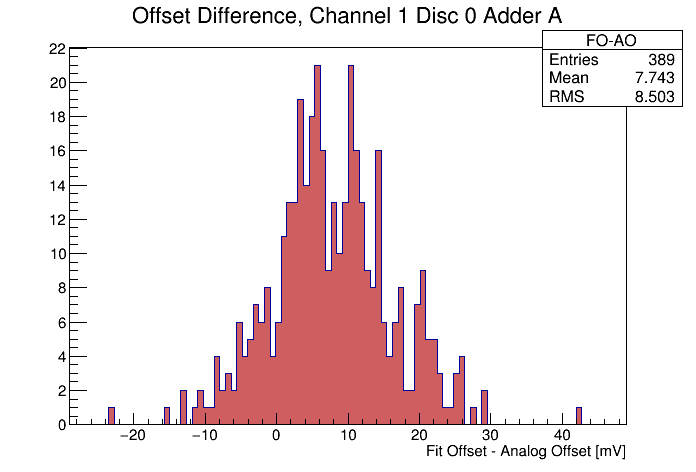 Offset Difference, Channel 1 Disc 0 Adder A
FO-AO
Entries 389
Mean 7.743
RMS 8.503
22
20
18
16
14
12
10
8
6
4
2
0
−20 −10 0 10 20 30 40
Fit Offset - Analog Offset [mV]